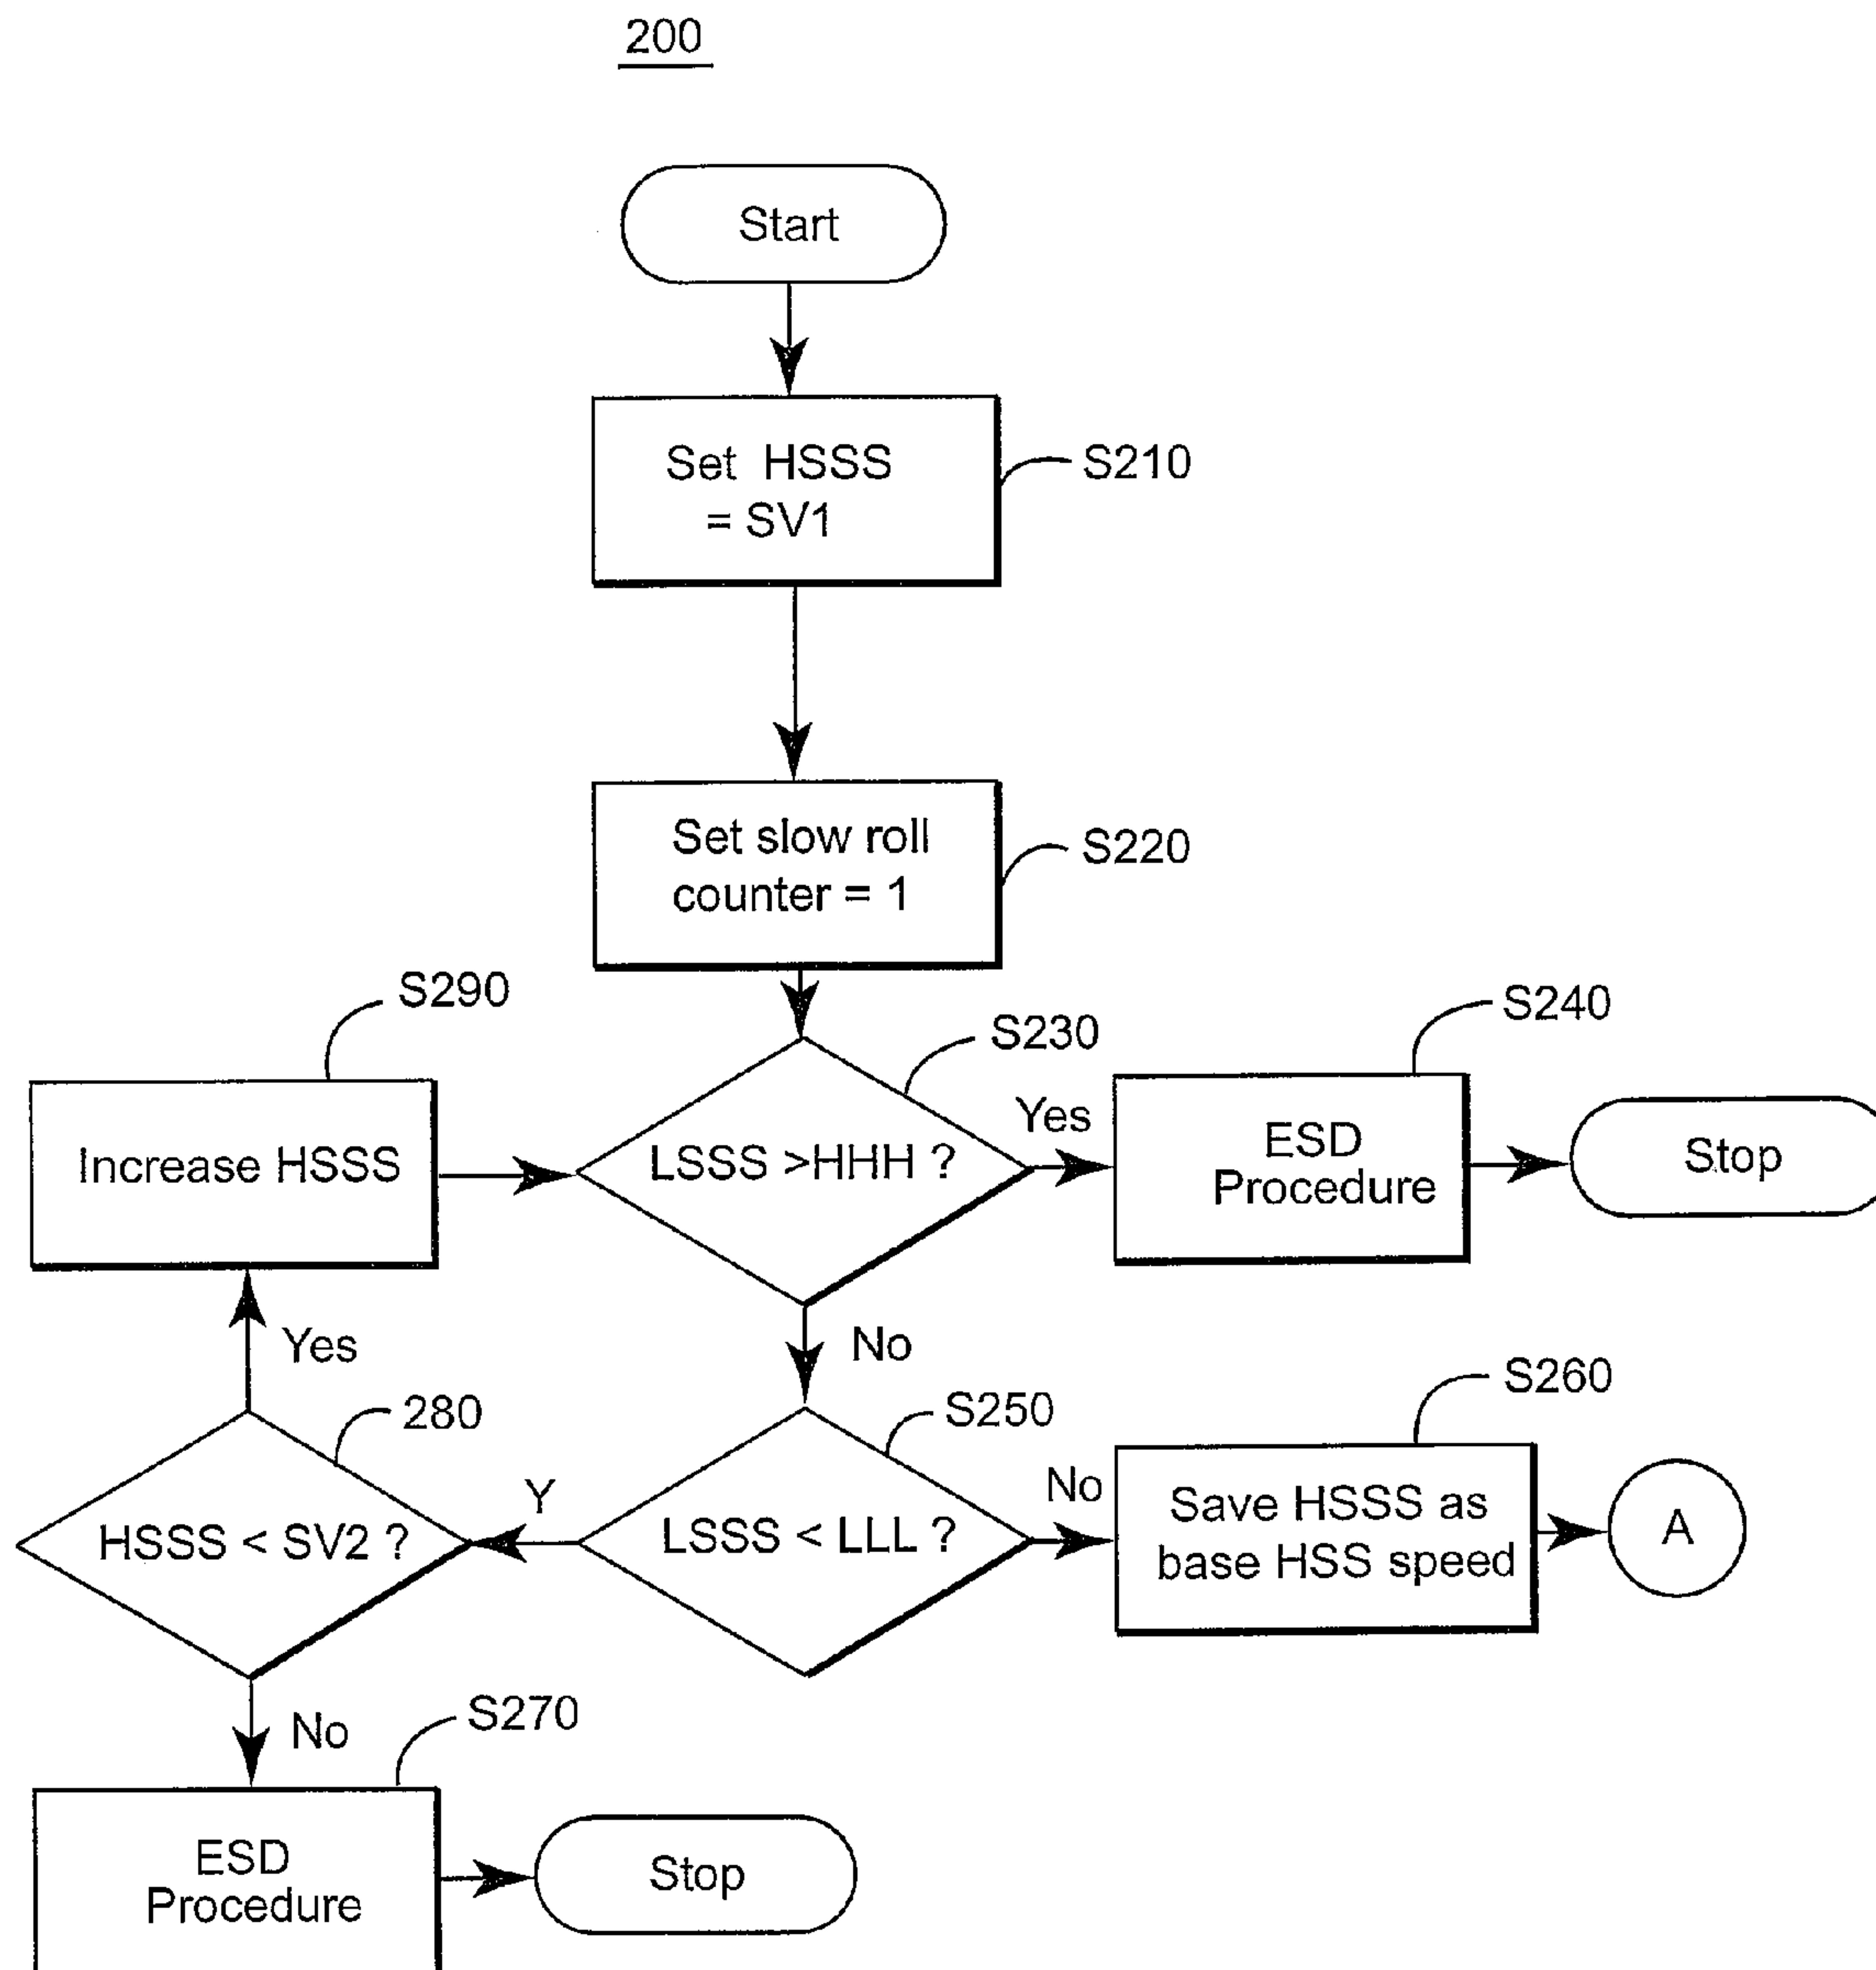 200
Start
Set HSSS
= SV1
S210
Set slow roll
counter = 1
S220
S290
S230
S240
Increase HSSS
LSSS >HHH ?
Yes
ESD
Procedure
Stop
Yes
No
280
S250
S260
HSSS < SV2 ?
Y
LSSS < LLL ?
No
Save HSSS as
base HSS speed
A
No
S270
ESD
Procedure
Stop